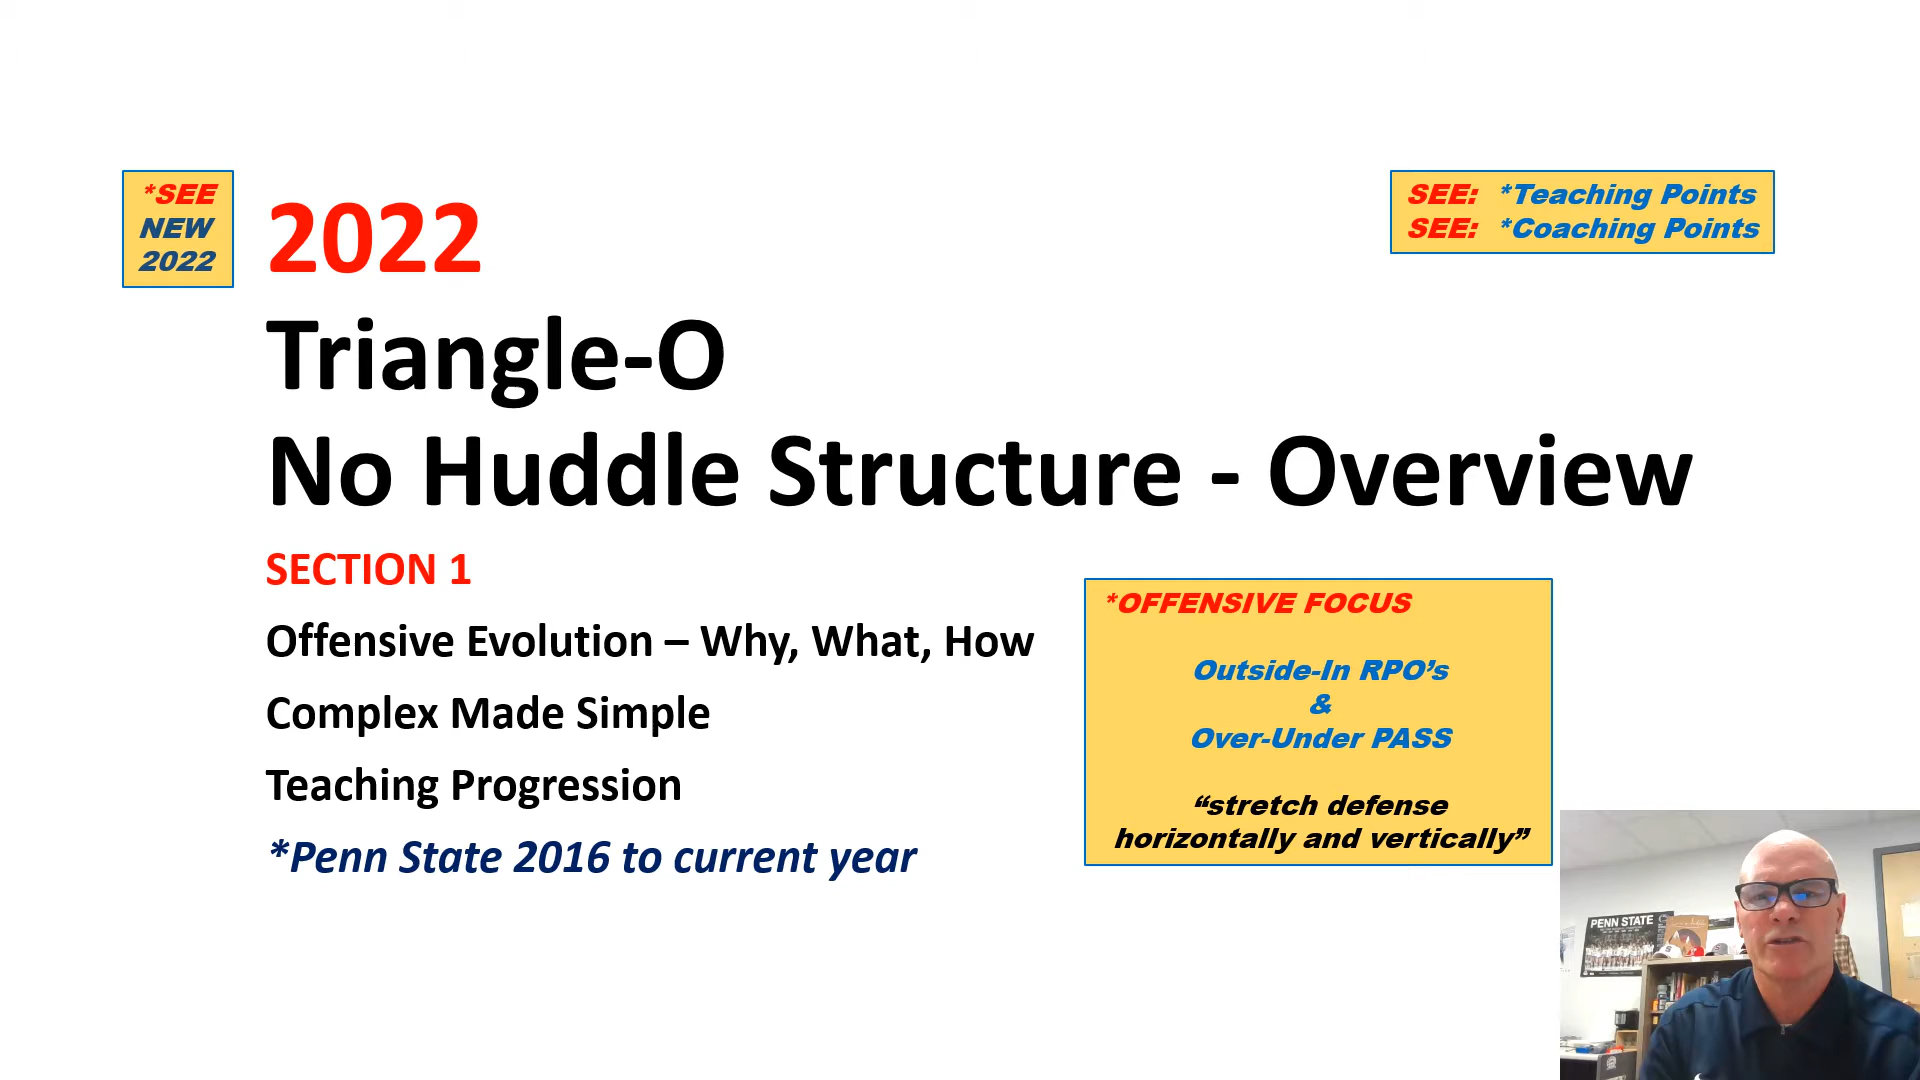 *SEE
NEW
2022
2022
SEE: *Teaching Points
SEE: *Coaching Points
Triangle-O
No Huddle Structure - Overview
SECTION 1
Offensive Evolution – Why, What, How
Complex Made Simple
Teaching Progression
*Penn State 2016 to current year
*OFFENSIVE FOCUS
Outside-In RPO’s
&
Over-Under PASS
“stretch defense
horizontally and vertically”
PENN STATE